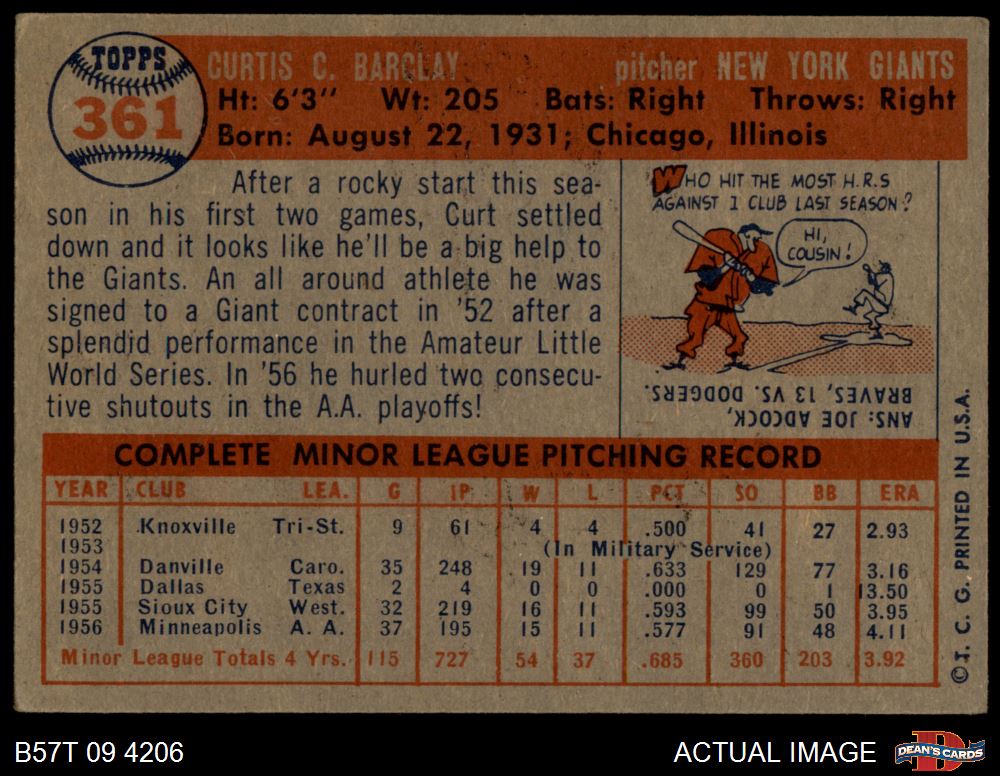 TOPPS
361
CURTIS C. BARCLAY pitcher NEW YORK GIANTS
Ht: 6'3" Wt: 205 Bats: Right Throws: Right
Born: August 22, 1931; Chicago, Illinois
After a rocky start this sea-
son in his first two games, Curt settled
down and it looks like he'll be a big help to
the Giants. An all around athlete he was
signed to a Giant contract in '52 after a
splendid performance in the Amateur Little
World Series. In '56 he hurled two consecu-
tive shutouts in the A.A. playoffs!
WHO HIT THE MOST H.R.S
AGAINST 1 CLUB LAST SEASON?
HI,
COUSIN!
ANS: JOE ADCOCK,
BRAVES, 13 VS. DODGERS.
COMPLETE MINOR LEAGUE PITCHING RECORD
YEAR CLUB LEA. G IP W L PCT SO BB ERA
1952 Knoxville Tri-St. 9 61 4 4 .500 41 27 2.93
1953 (In Military Service)
1954 Danville Caro. 35 248 19 11 .633 129 77 3.16
1955 Dallas Texas 2 4 0 0 .000 0 1 13.50
1955 Sioux City West. 32 219 16 11 .593 99 50 3.95
1956 Minneapolis A. A. 37 195 15 11 .577 91 48 4.11
Minor League Totals 4 Yrs. 115 727 54 37 .685 360 203 3.92
©T. C. G. PRINTED IN U.S.A.
B57T 09 4206
ACTUAL IMAGE
D
DEAN'S CARDS